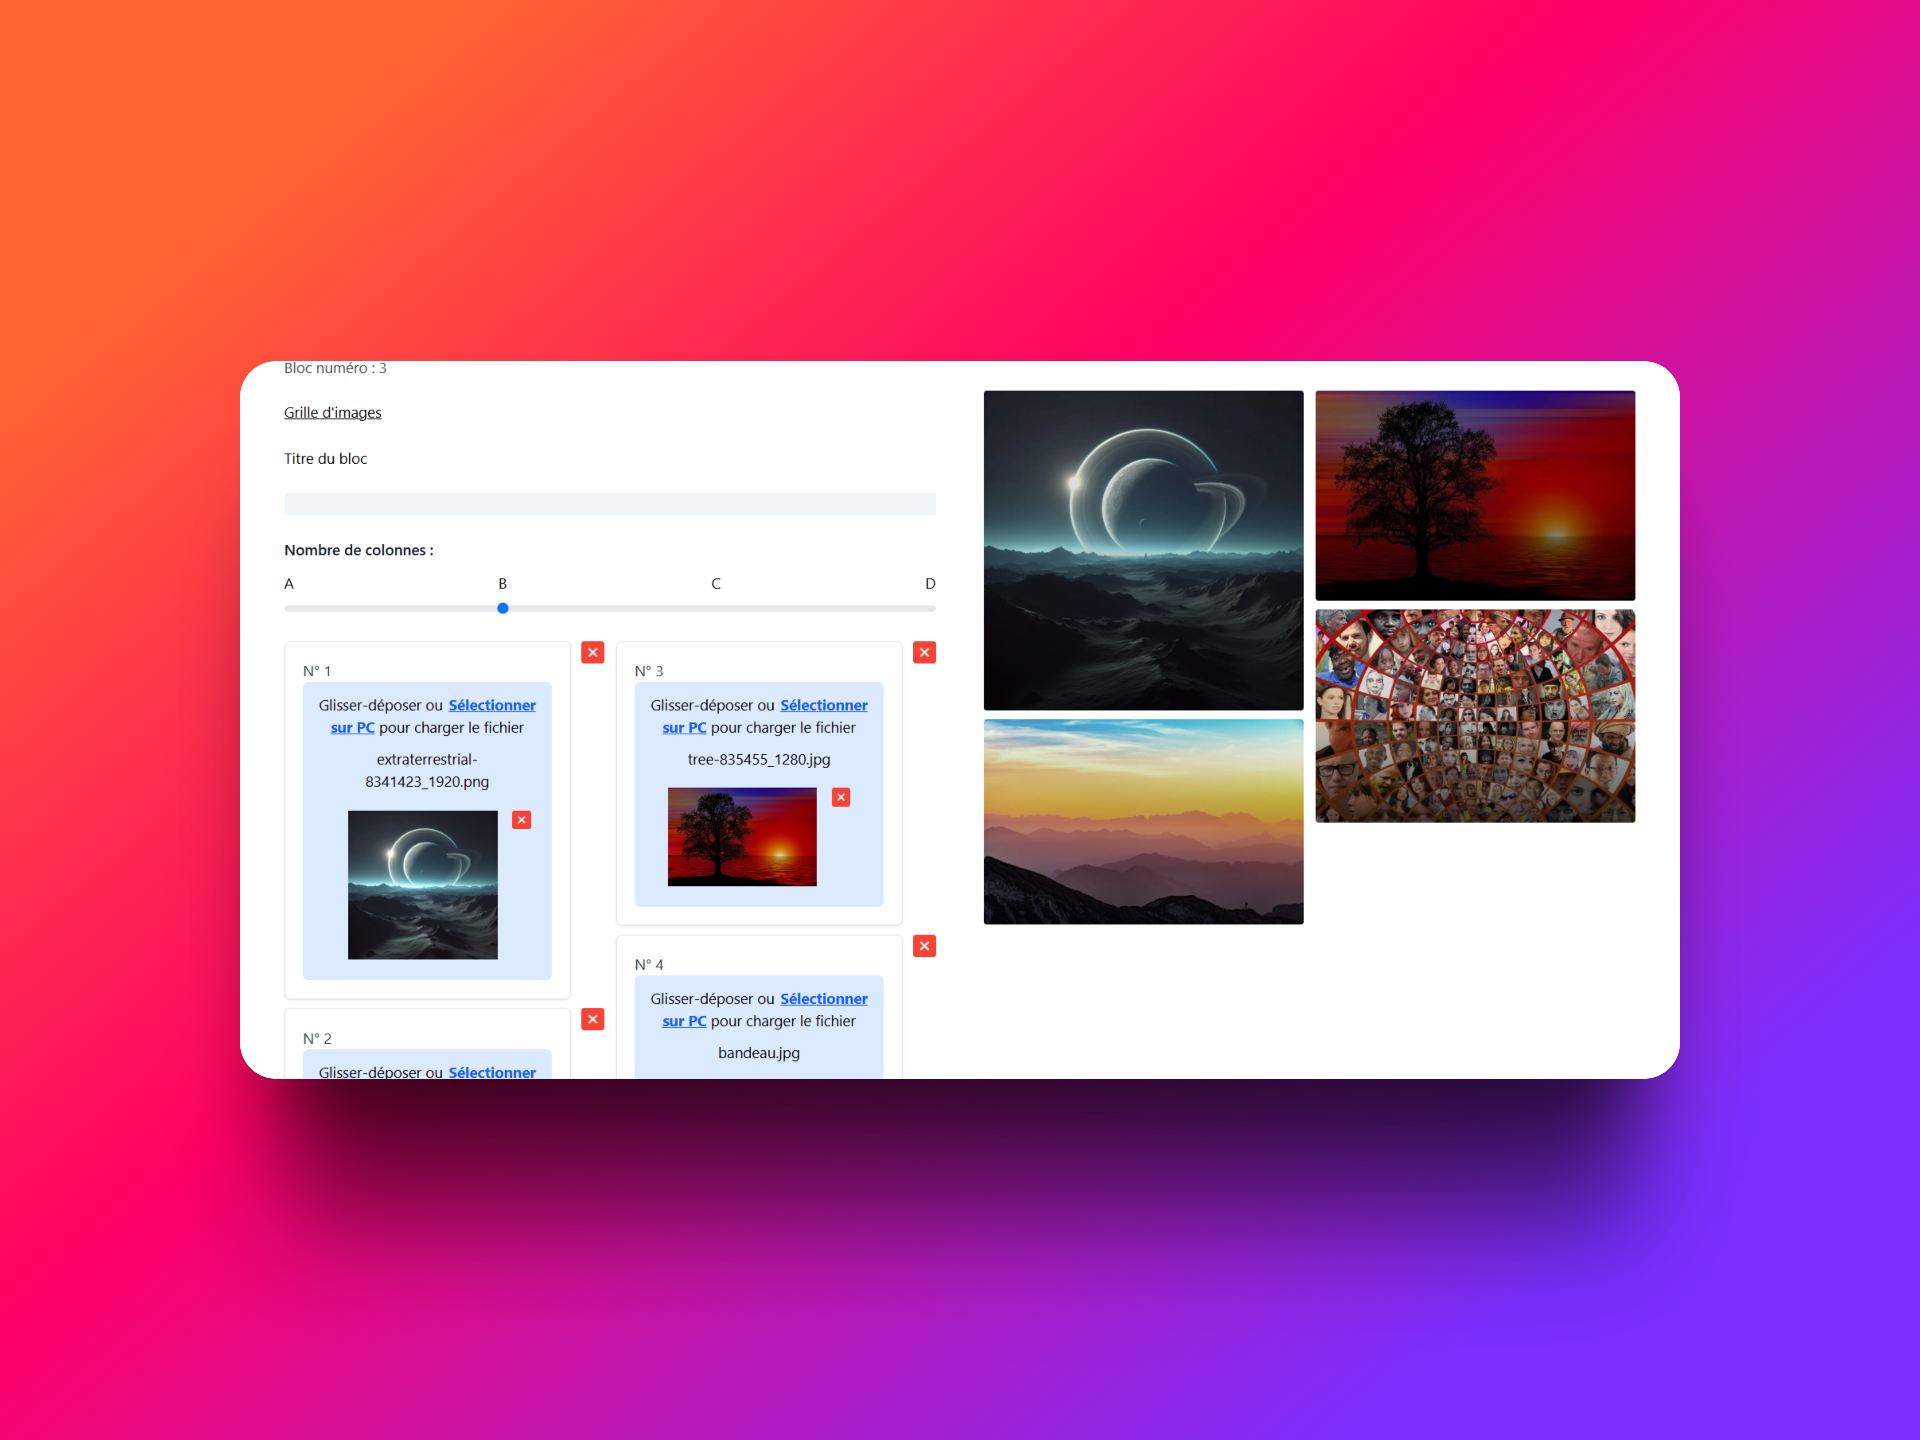 Bloc numéro : 3
Grille d'images
Titre du bloc
Nombre de colonnes :
A B C D
N° 1
Glisser-déposer ou Sélectionner
sur PC pour charger le fichier
extraterrestrial-
8341423_1920.png
N° 2
Glisser-déposer ou Sélectionner
N° 3
Glisser-déposer ou Sélectionner
sur PC pour charger le fichier
tree-835455_1280.jpg
N° 4
Glisser-déposer ou Sélectionner
sur PC pour charger le fichier
bandeau.jpg